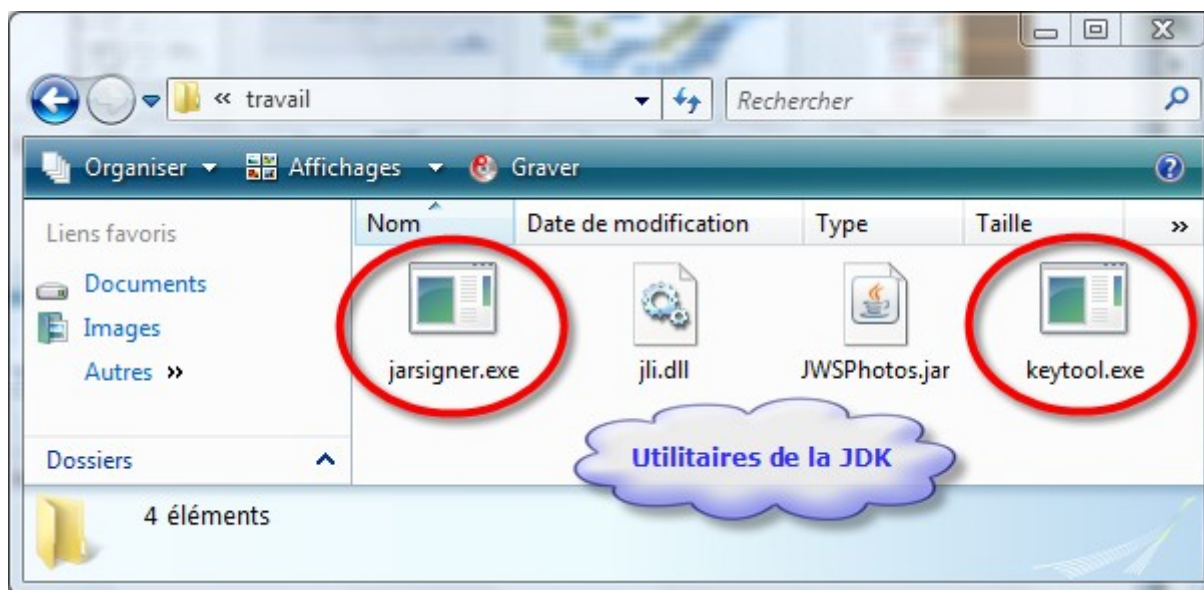 « travail
Rechercher
Organiser Affichages Graver
Liens favoris
Documents
Images
Autres »
Dossiers
Nom Date de modification Type Taille »
jarsigner.exe jli.dll JWSPhotos.jar keytool.exe
Utilitaires de la JDK
4 éléments